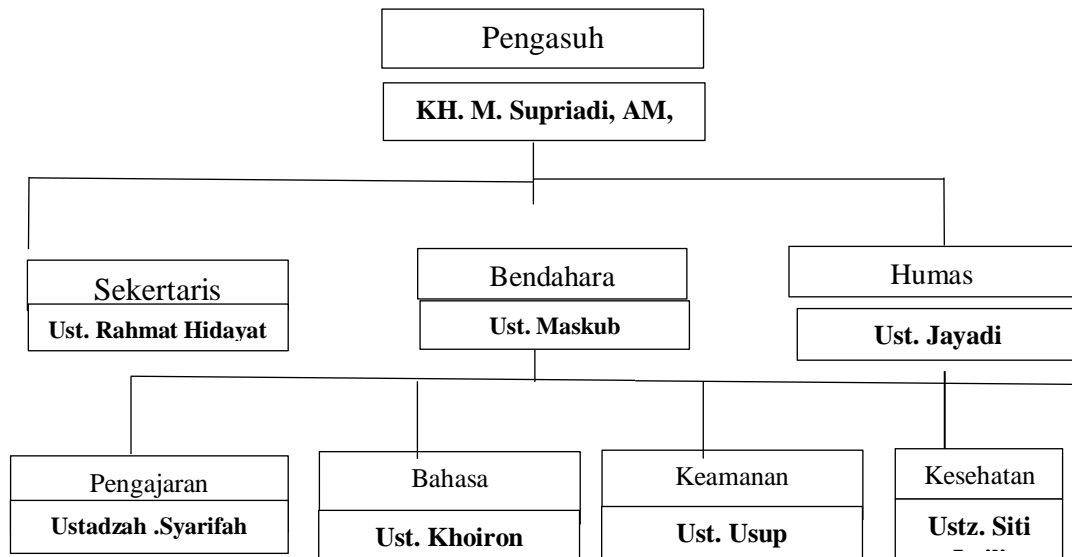 Pengasuh
KH. M. Supriadi, AM,
Sekertaris
Ust. Rahmat Hidayat
Bendahara
Ust. Maskub
Humas
Ust. Jayadi
Pengajaran
Ustadzah .Syarifah
Bahasa
Ust. Khoiron
Keamanan
Ust. Usup
Kesehatan
Ustz. Siti